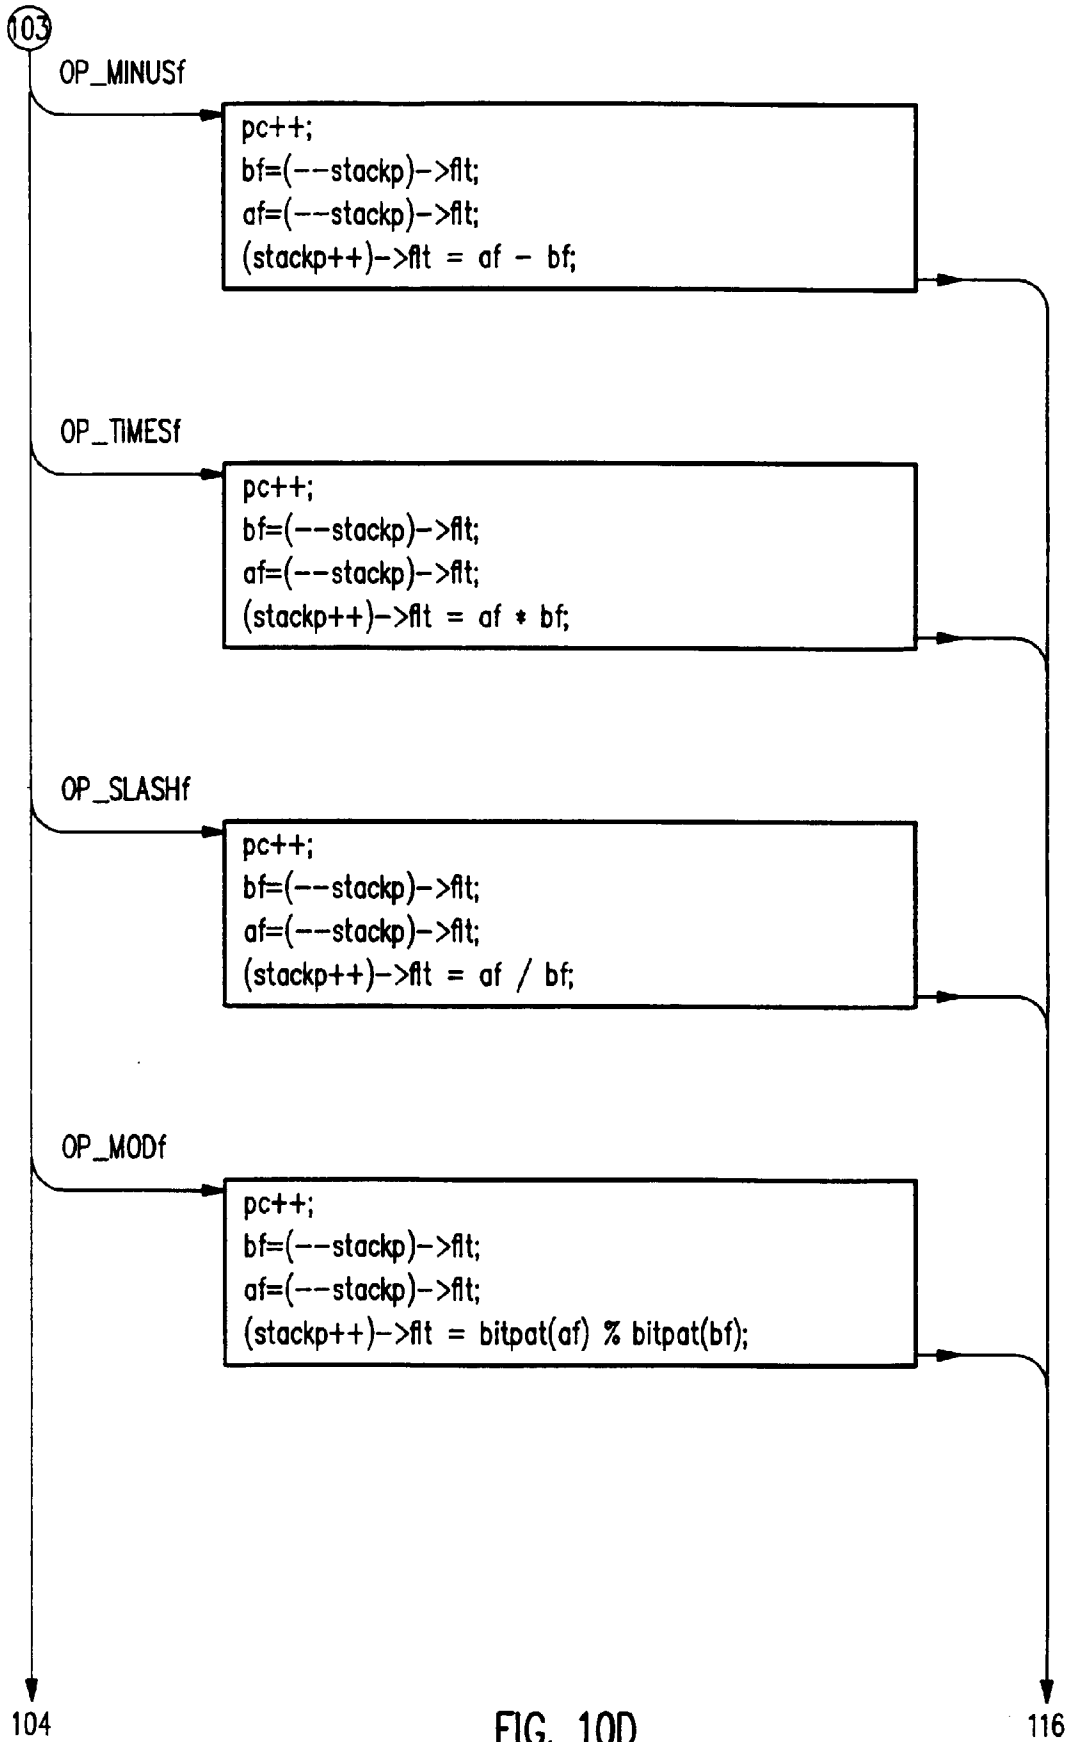 103
OP_MINUSf
pc++;
bf=(--stackp)->flt;
af=(--stackp)->flt;
(stackp++)->flt = af - bf;
OP_TIMESf
pc++;
bf=(--stackp)->flt;
af=(--stackp)->flt;
(stackp++)->flt = af * bf;
OP_SLASHf
pc++;
bf=(--stackp)->flt;
af=(--stackp)->flt;
(stackp++)->flt = af / bf;
OP_MODf
pc++;
bf=(--stackp)->flt;
af=(--stackp)->flt;
(stackp++)->flt = bitpat(af) % bitpat(bf);
104
FIG. 10D
116